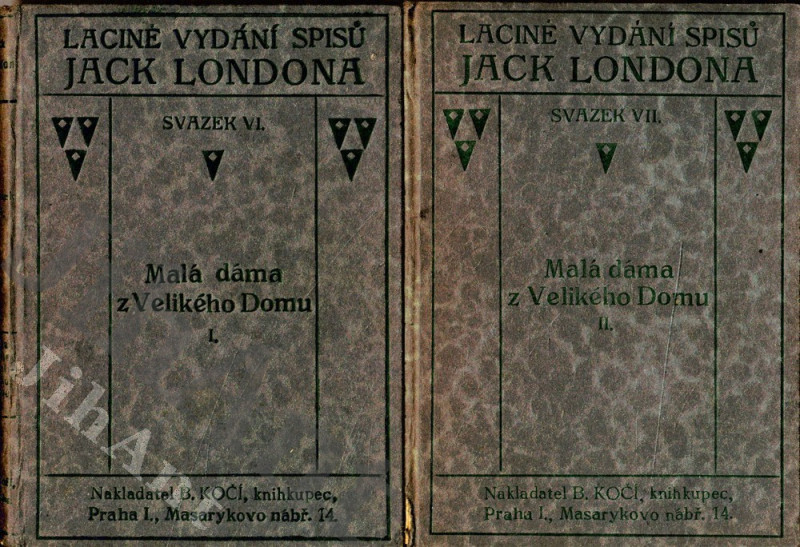 LACINÉ VYDÁNÍ SPISŮ
JACK LONDONA
SVAZEK VI.
Malá dáma
z Velikého Domu
I.
Nakladatel B. KOČÍ, knihkupec,
Praha I., Masarykovo nábř. 14.
LACINÉ VYDÁNÍ SPISŮ
JACK LONDONA
SVAZEK VII.
Malá dáma
z Velikého Domu
II.
Nakladatel B. KOČÍ, knihkupec,
Praha I., Masarykovo nábř. 14.